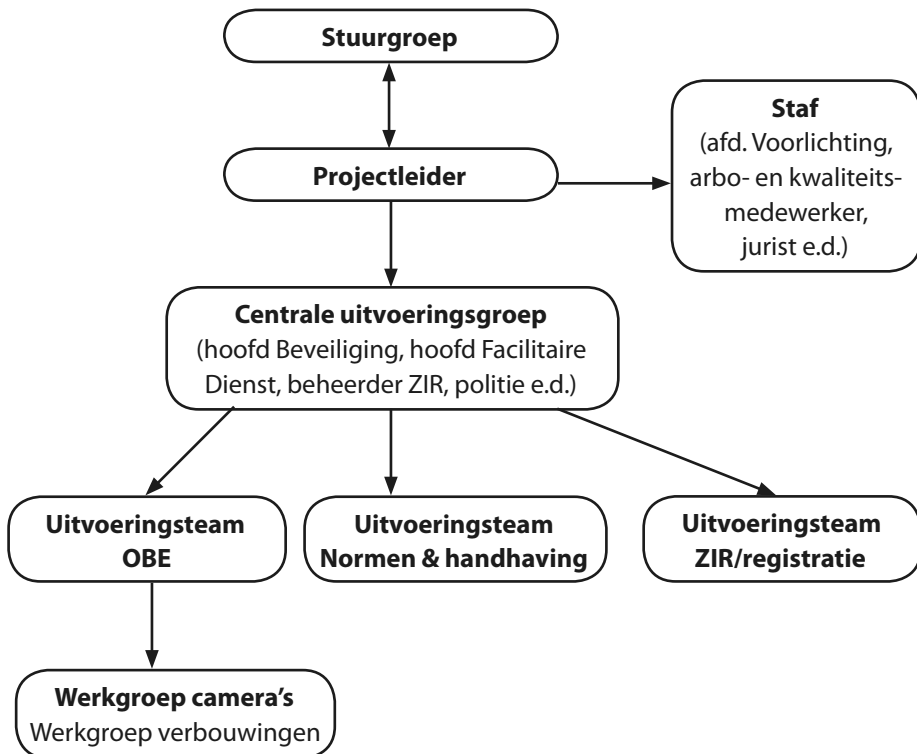 Stuurgroep
Projectleider
Staf
(afd. Voorlichting,
arbo- en kwaliteits-
medewerker,
jurist e.d.)
Centrale uitvoeringsgroep
(hoofd Beveiliging, hoofd Facilitaire
Dienst, beheerder ZIR, politie e.d.)
Uitvoeringsteam
OBE
Uitvoeringsteam
Normen & handhaving
Uitvoeringsteam
ZIR/registratie
Werkgroep camera's
Werkgroep verbouwingen